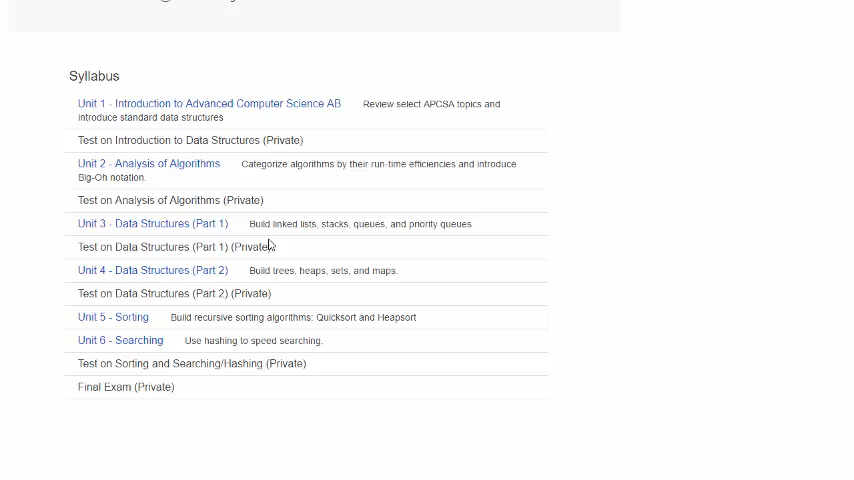 Syllabus
Unit 1 - Introduction to Advanced Computer Science AB Review select APCSA topics and
introduce standard data structures
Test on Introduction to Data Structures (Private)
Unit 2 - Analysis of Algorithms Categorize algorithms by their run-time efficiencies and introduce
Big-Oh notation.
Test on Analysis of Algorithms (Private)
Unit 3 - Data Structures (Part 1) Build linked lists, stacks, queues, and priority queues
Test on Data Structures (Part 1) (Private)
Unit 4 - Data Structures (Part 2) Build trees, heaps, sets, and maps.
Test on Data Structures (Part 2) (Private)
Unit 5 - Sorting Build recursive sorting algorithms: Quicksort and Heapsort
Unit 6 - Searching Use hashing to speed searching.
Test on Sorting and Searching/Hashing (Private)
Final Exam (Private)